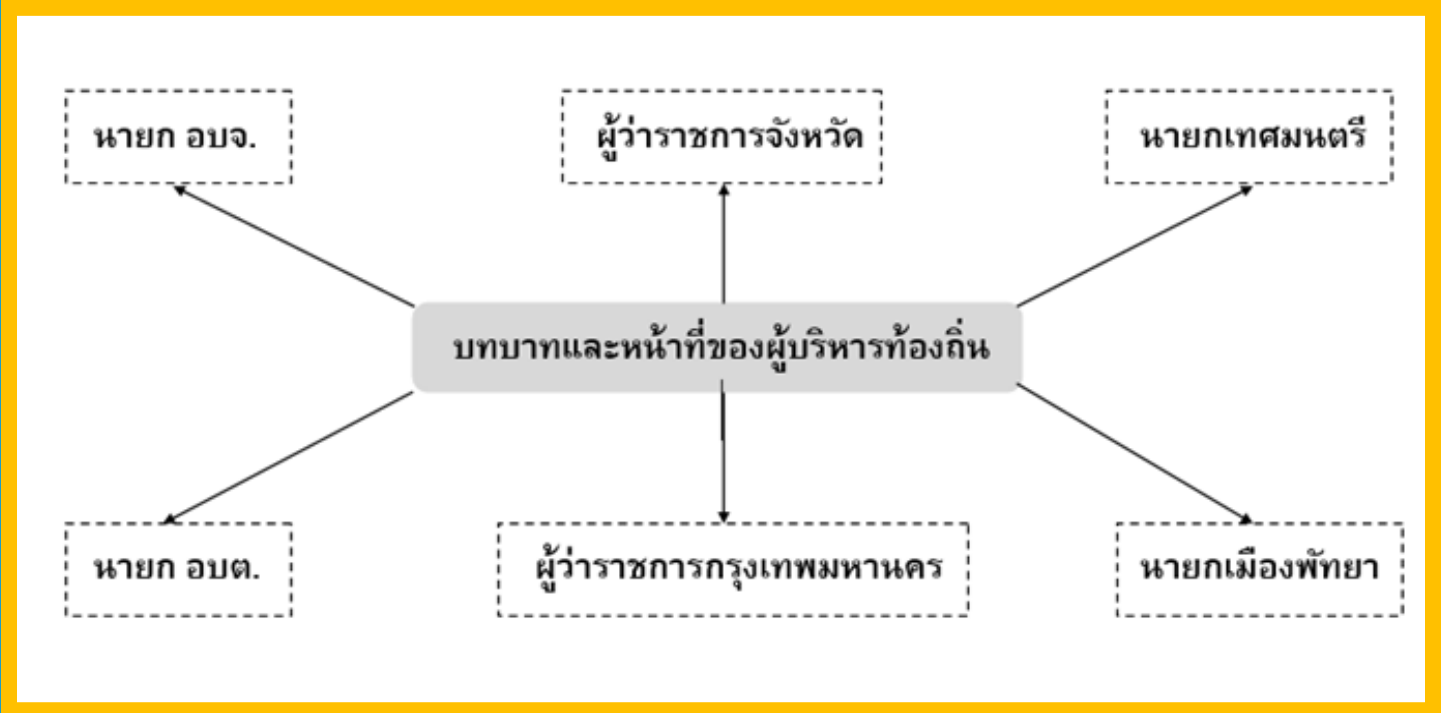 นายก อบจ.
ผู้ว่าราชการจังหวัด
นายกเทศมนตรี
บทบาทและหน้าที่ของผู้บริหารท้องถิ่น
นายก อบต.
ผู้ว่าราชการกรุงเทพมหานคร
นายกเมืองพัทยา